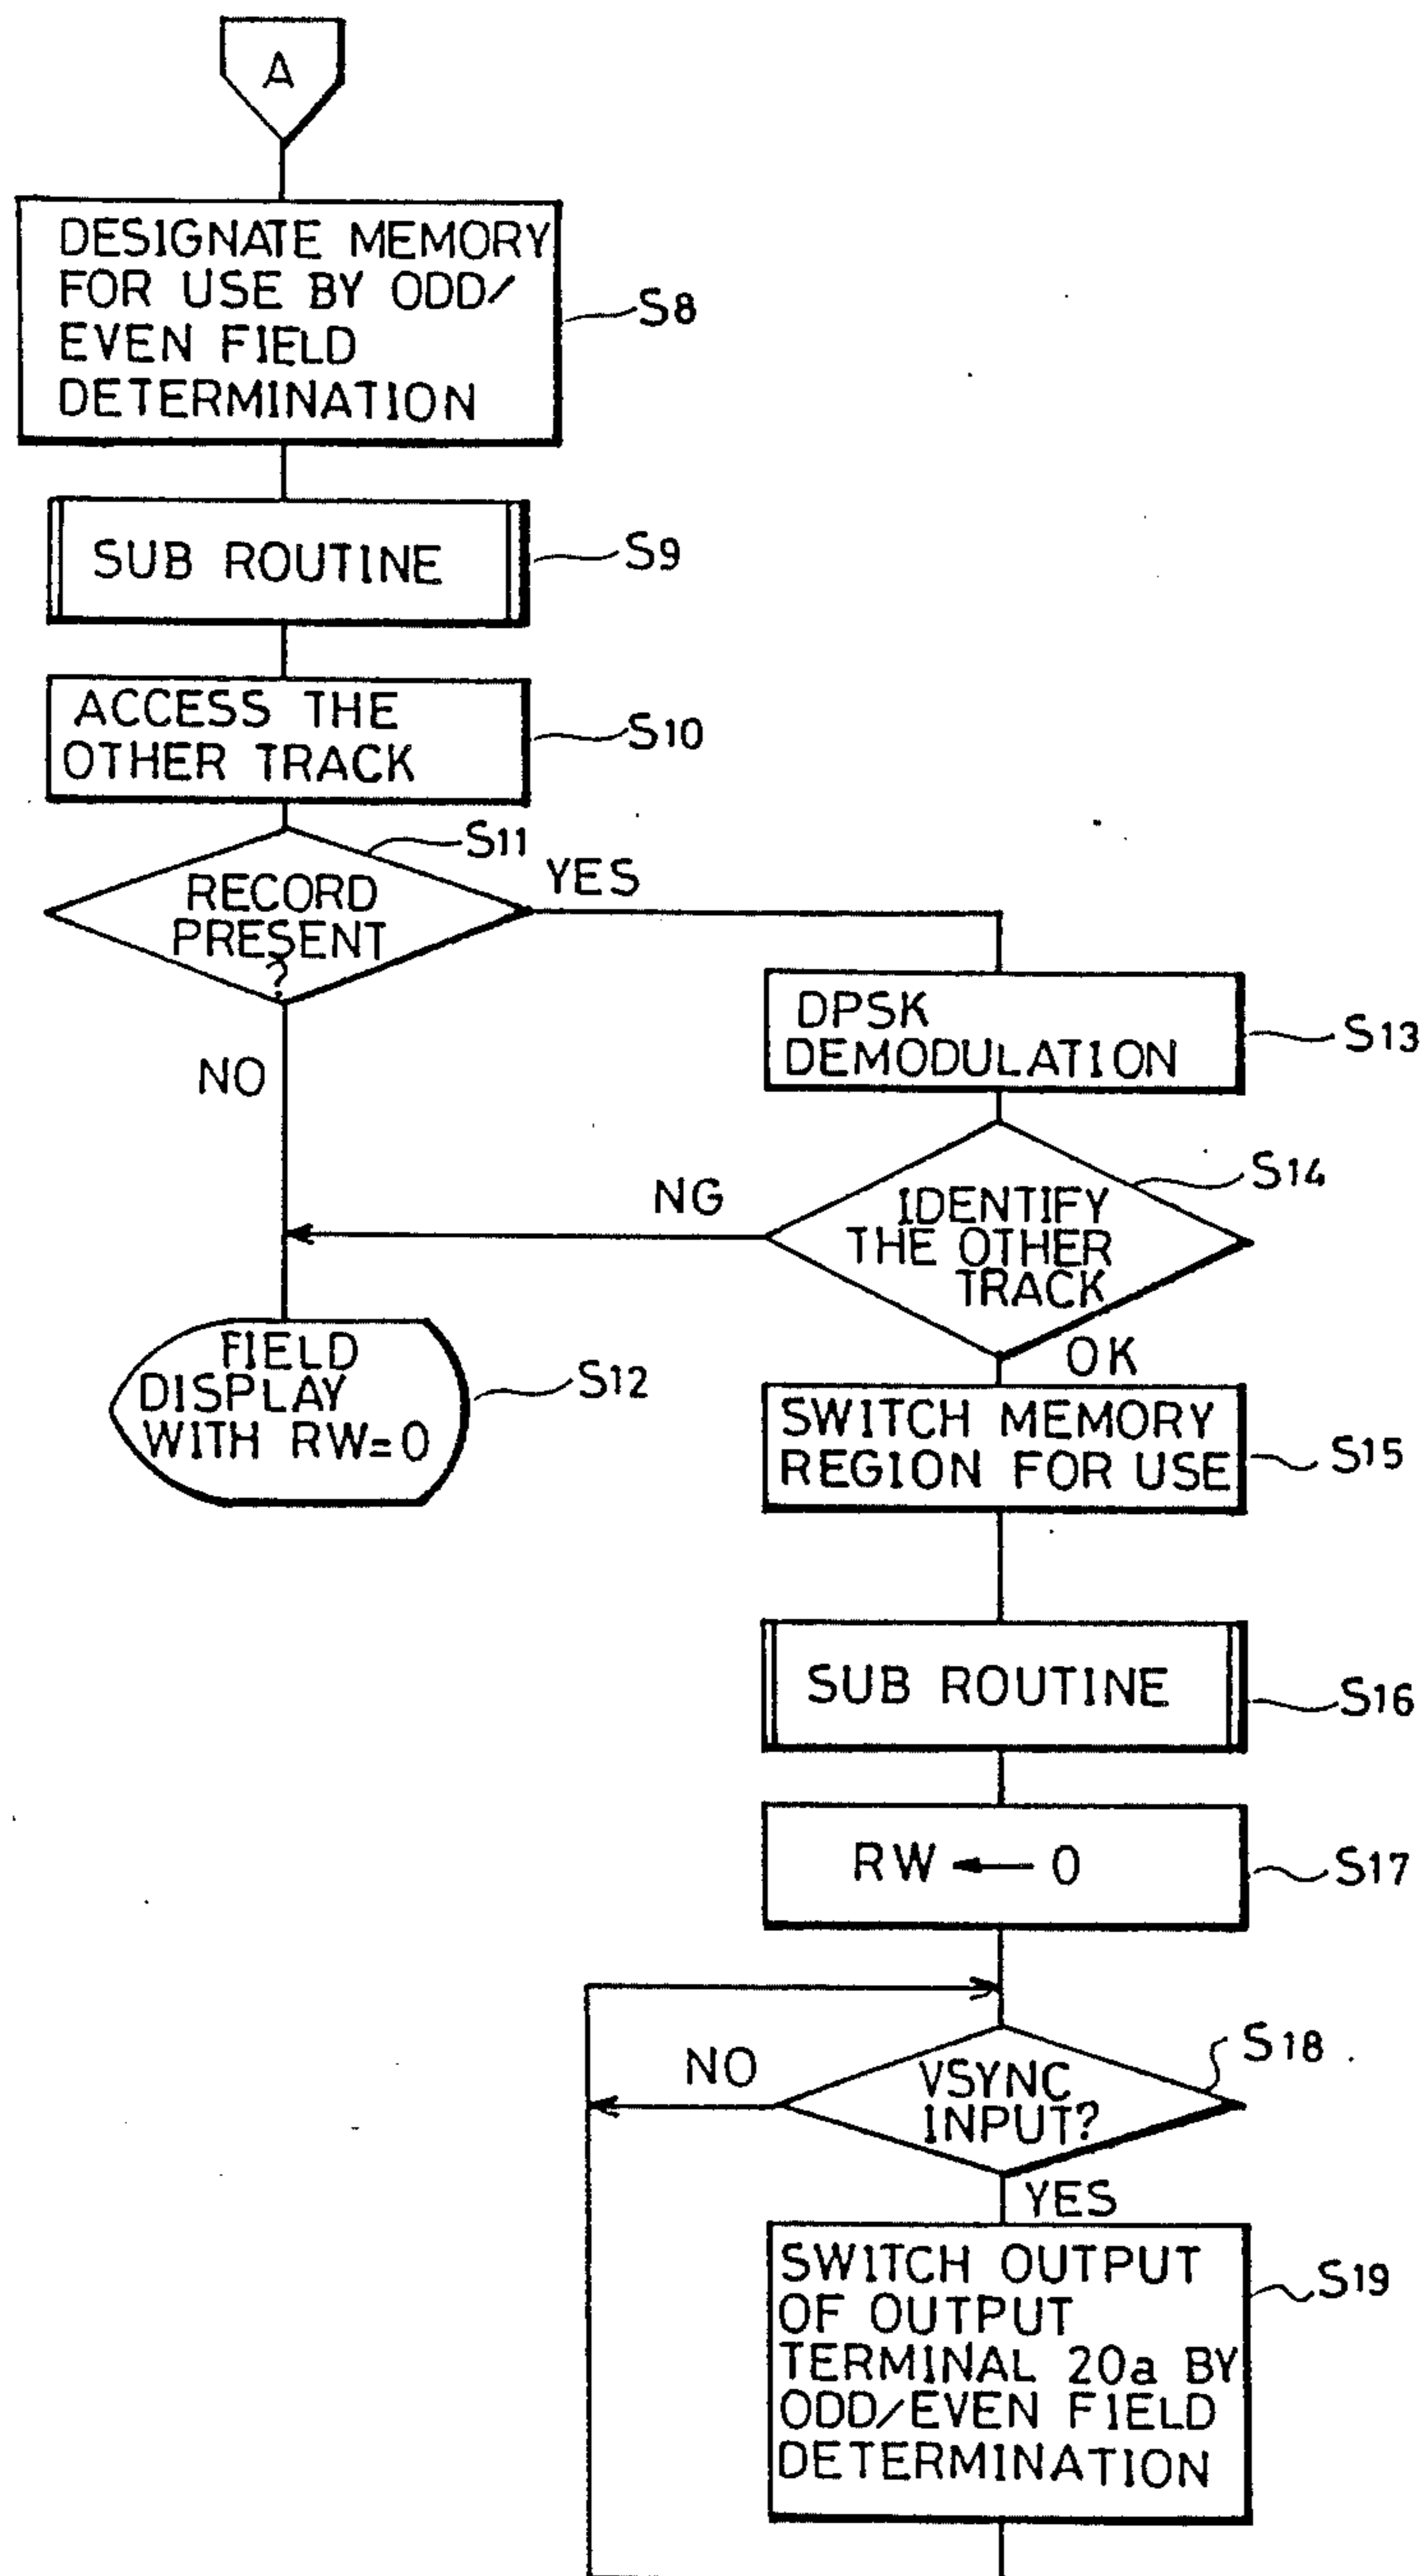 A
DESIGNATE MEMORY
FOR USE BY ODD/
EVEN FIELD
DETERMINATION
S8
SUB ROUTINE
S9
ACCESS THE
OTHER TRACK
S10
S11
RECORD
PRESENT
?
YES
NO
DPSK
DEMODULATION
S13
S14
IDENTIFY
THE OTHER
TRACK
NG
OK
FIELD
DISPLAY
WITH RW=0
S12
SWITCH MEMORY
REGION FOR USE
S15
SUB ROUTINE
S16
RW ← 0
S17
S18
VSYNC
INPUT?
NO
YES
SWITCH OUTPUT
OF OUTPUT
TERMINAL 20a BY
ODD/EVEN FIELD
DETERMINATION
S19